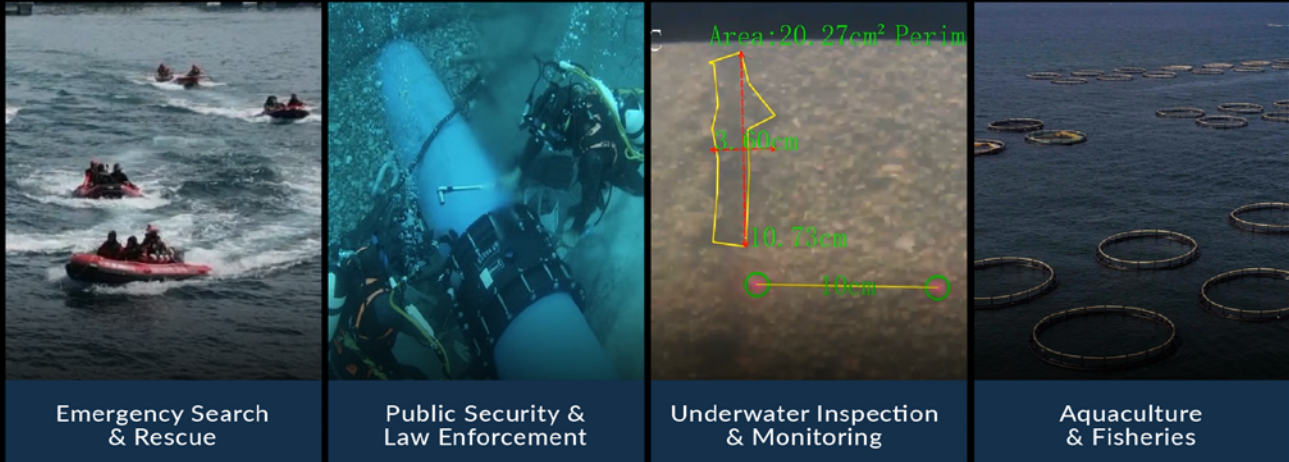 C
Area:20.27cm² Perim
3.60cm
10.73cm
10cm
Emergency Search
& Rescue
Public Security &
Law Enforcement
Underwater Inspection
& Monitoring
Aquaculture
& Fisheries